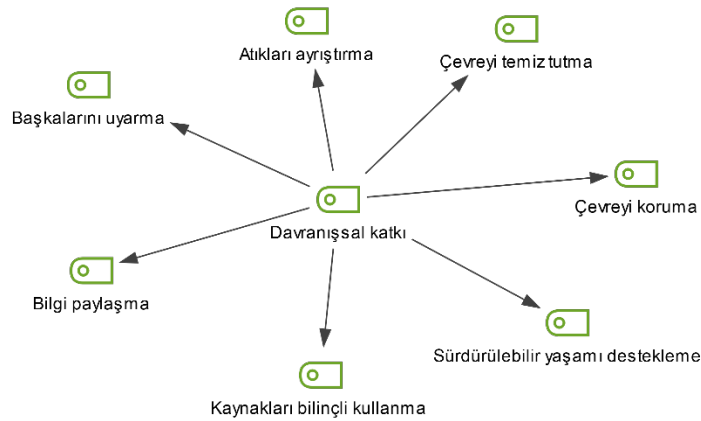 Atıkları ayrıştırma
Çevreyi temiz tutma
Başkalarını uyarma
Çevreyi koruma
Davranışsal katkı
Bilgi paylaşma
Sürdürülebilir yaşamı destekleme
Kaynakları bilinçli kullanma